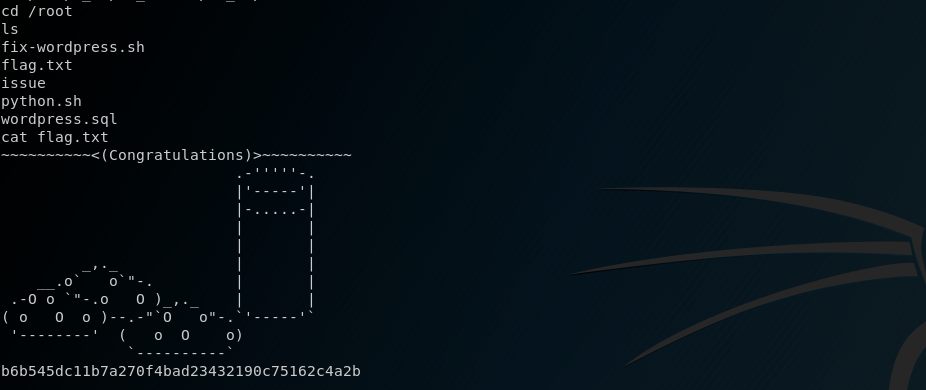 cd /root
ls
fix-wordpress.sh
flag.txt
issue
python.sh
wordpress.sql
cat flag.txt
~~~~~~~~~~<(Congratulations)>~~~~~~~~~~
                          .-'''''-.
                          |'-----'|
                          |-.....-|
                          |       |
                          |       |
         _,._             |       |
    __.o`   o`"-.         |       |
 .-O o `"-.o   O )_,._    |       |
( o   O  o )--.-"`O   o"-.`'-----'`
 '--------'  (   o  O    o)
              `----------`
b6b545dc11b7a270f4bad23432190c75162c4a2b